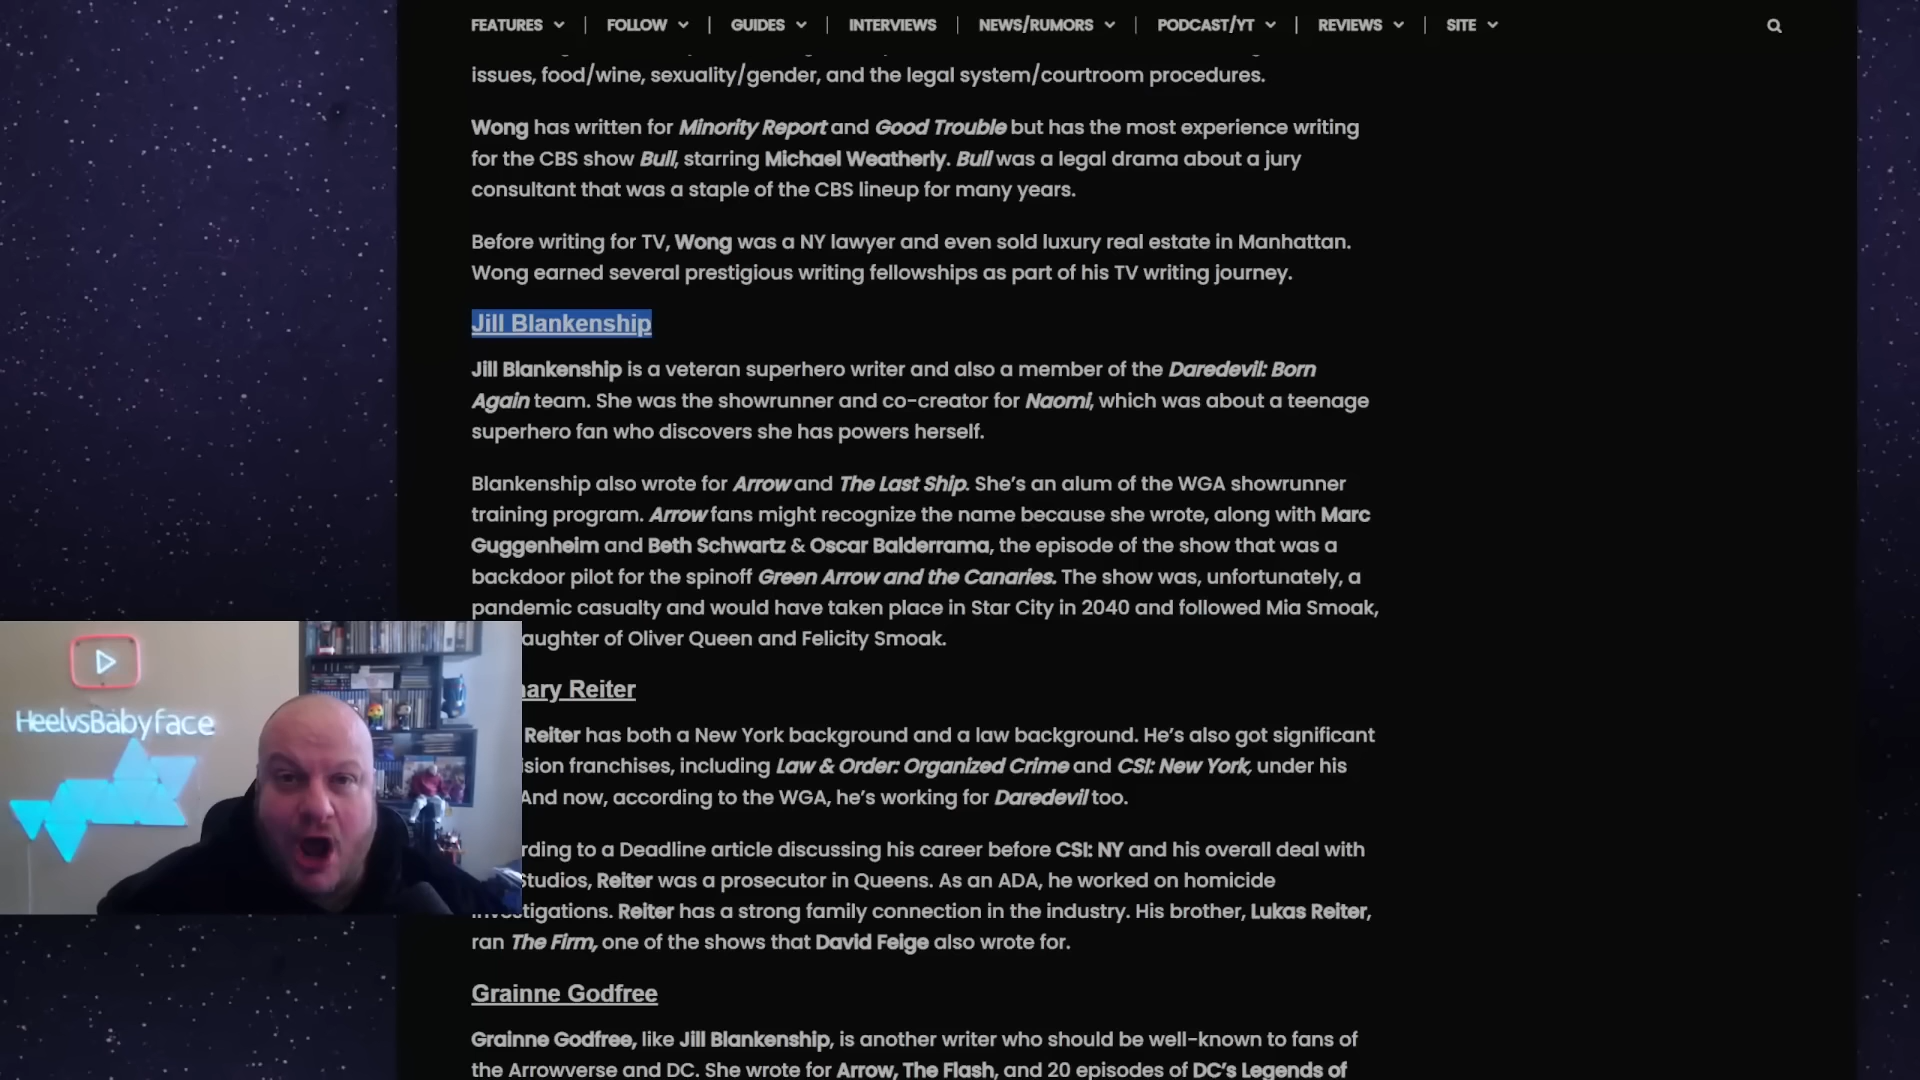 FEATURES
FOLLOW
GUIDES
INTERVIEWS
NEWS/RUMORS
PODCAST/YT
REVIEWS
SITE
issues, food/wine, sexuality/gender, and the legal system/courtroom procedures.
Wong has written for Minority Report and Good Trouble but has the most experience writing
for the CBS show Bull, starring Michael Weatherly. Bull was a legal drama about a jury
consultant that was a staple of the CBS lineup for many years.
Before writing for TV, Wong was a NY lawyer and even sold luxury real estate in Manhattan.
Wong earned several prestigious writing fellowships as part of his TV writing journey.
Jill Blankenship
Jill Blankenship is a veteran superhero writer and also a member of the Daredevil: Born
Again team. She was the showrunner and co-creator for Naomi, which was about a teenage
superhero fan who discovers she has powers herself.
Blankenship also wrote for Arrow and The Last Ship. She's an alum of the WGA showrunner
training program. Arrow fans might recognize the name because she wrote, along with Marc
Guggenheim and Beth Schwartz & Oscar Balderrama, the episode of the show that was a
backdoor pilot for the spinoff Green Arrow and the Canaries. The show was, unfortunately, a
pandemic casualty and would have taken place in Star City in 2040 and followed Mia Smoak,
aughter of Oliver Queen and Felicity Smoak.
ary Reiter
Reiter has both a New York background and a law background. He's also got significant
ision franchises, including Law & Order: Organized Crime and CSI: New York, under his
And now, according to the WGA, he's working for Daredevil too.
rding to a Deadline article discussing his career before CSI: NY and his overall deal with
Studios, Reiter was a prosecutor in Queens. As an ADA, he worked on homicide
tigations. Reiter has a strong family connection in the industry. His brother, Lukas Reiter,
ran The Firm, one of the shows that David Feige also wrote for.
Grainne Godfree
Grainne Godfree, like Jill Blankenship, is another writer who should be well-known to fans of
the Arrowverse and DC. She wrote for Arrow, The Flash, and 20 episodes of DC's Legends of
HeelvsBabyface